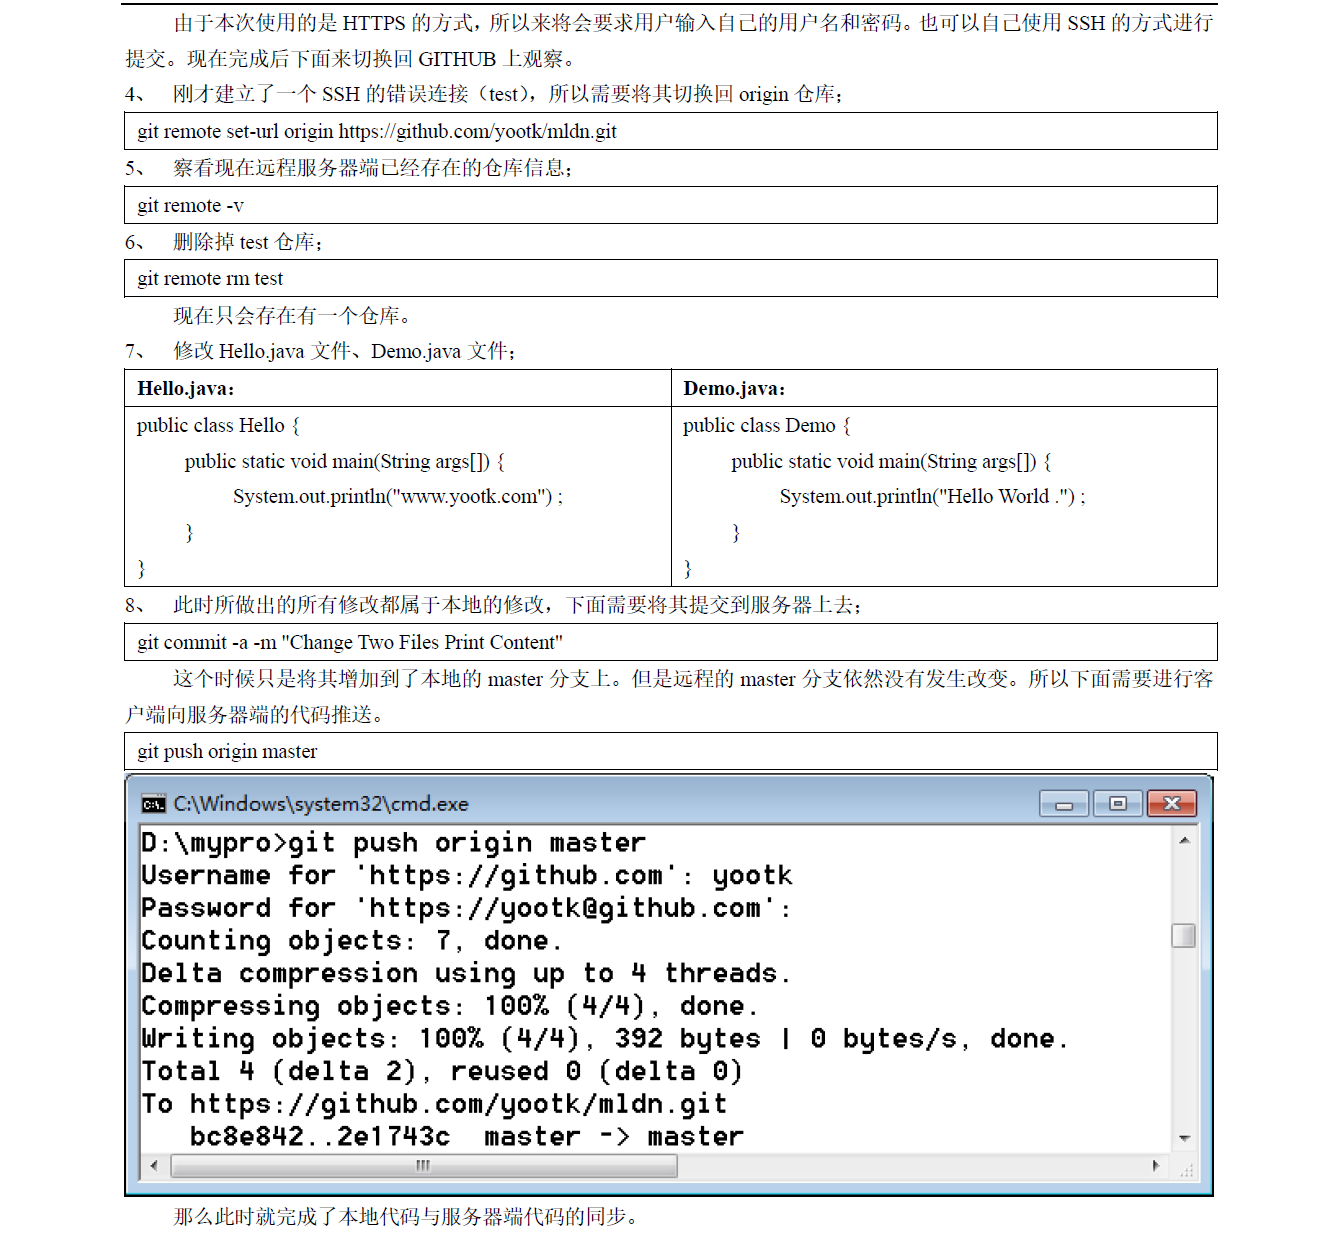 由于本次使用的是 HTTPS 的方式，所以来将会要求用户输入自己的用户名和密码。也可以自己使用 SSH 的方式进行
提交。现在完成后下面来切换回 GITHUB 上观察。
4、 刚才建立了一个 SSH 的错误连接（test），所以需要将其切换回 origin 仓库；
git remote set-url origin https://github.com/yootk/mldn.git
5、 察看现在远程服务器端已经存在的仓库信息；
git remote -v
6、 删除掉 test 仓库；
git remote rm test
现在只会存在有一个仓库。
7、 修改 Hello.java 文件、Demo.java 文件；
Hello.java： Demo.java：
public class Hello { public class Demo {
public static void main(String args[]) { public static void main(String args[]) {
System.out.println("www.yootk.com") ; System.out.println("Hello World .") ;
} }
} }
8、 此时所做出的所有修改都属于本地的修改，下面需要将其提交到服务器上去；
git commit -a -m "Change Two Files Print Content"
这个时候只是将其增加到了本地的 master 分支上。但是远程的 master 分支依然没有发生改变。所以下面需要进行客
户端向服务器端的代码推送。
git push origin master
C:\Windows\system32\cmd.exe
D:\mypro>git push origin master
Username for 'https://github.com': yootk
Password for 'https://yootk@github.com':
Counting objects: 7, done.
Delta compression using up to 4 threads.
Compressing objects: 100% (4/4), done.
Writing objects: 100% (4/4), 392 bytes | 0 bytes/s, done.
Total 4 (delta 2), reused 0 (delta 0)
To https://github.com/yootk/mldn.git
bc8e842..2e1743c master -> master
那么此时就完成了本地代码与服务器端代码的同步。